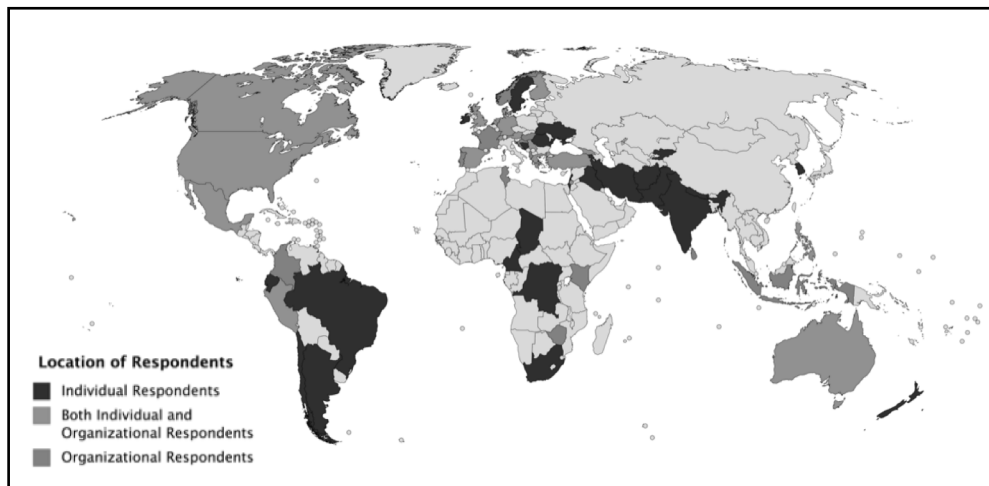 Location of Respondents
Individual Respondents
Both Individual and
Organizational Respondents
Organizational Respondents